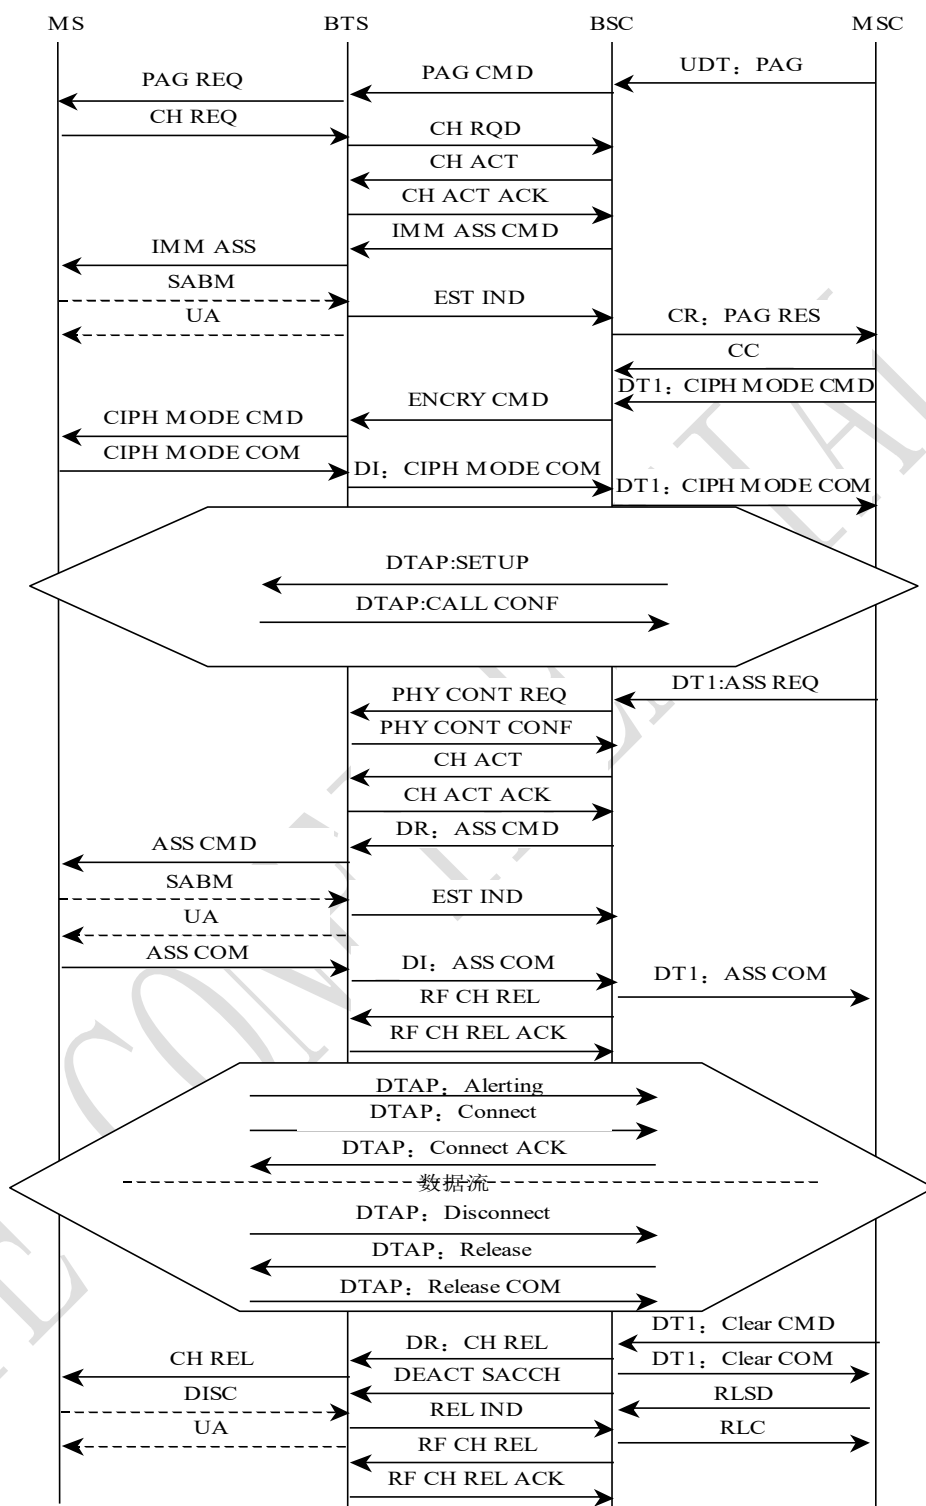 MS BTS BSC MSC
UDT：PAG
PAG CMD
PAG REQ
CH REQ
CH RQD
CH ACT
CH ACT ACK
IMM ASS CMD
IMM ASS
SABM
EST IND
UA
CR：PAG RES
CC
DT1：CIPH MODE CMD
ENCRY CMD
CIPH MODE CMD
CIPH MODE COM
DI：CIPH MODE COM
DT1：CIPH MODE COM
DTAP:SETUP
DTAP:CALL CONF
DT1:ASS REQ
PHY CONT REQ
PHY CONT CONF
CH ACT
CH ACT ACK
DR：ASS CMD
ASS CMD
SABM
EST IND
UA
ASS COM
DI：ASS COM
DT1：ASS COM
RF CH REL
RF CH REL ACK
DTAP：Alerting
DTAP：Connect
DTAP：Connect ACK
数据流
DTAP：Disconnect
DTAP：Release
DTAP：Release COM
DT1：Clear CMD
DR：CH REL
CH REL
DT1：Clear COM
DEACT SACCH
DISC
RLSD
REL IND
UA
RLC
RF CH REL
RF CH REL ACK